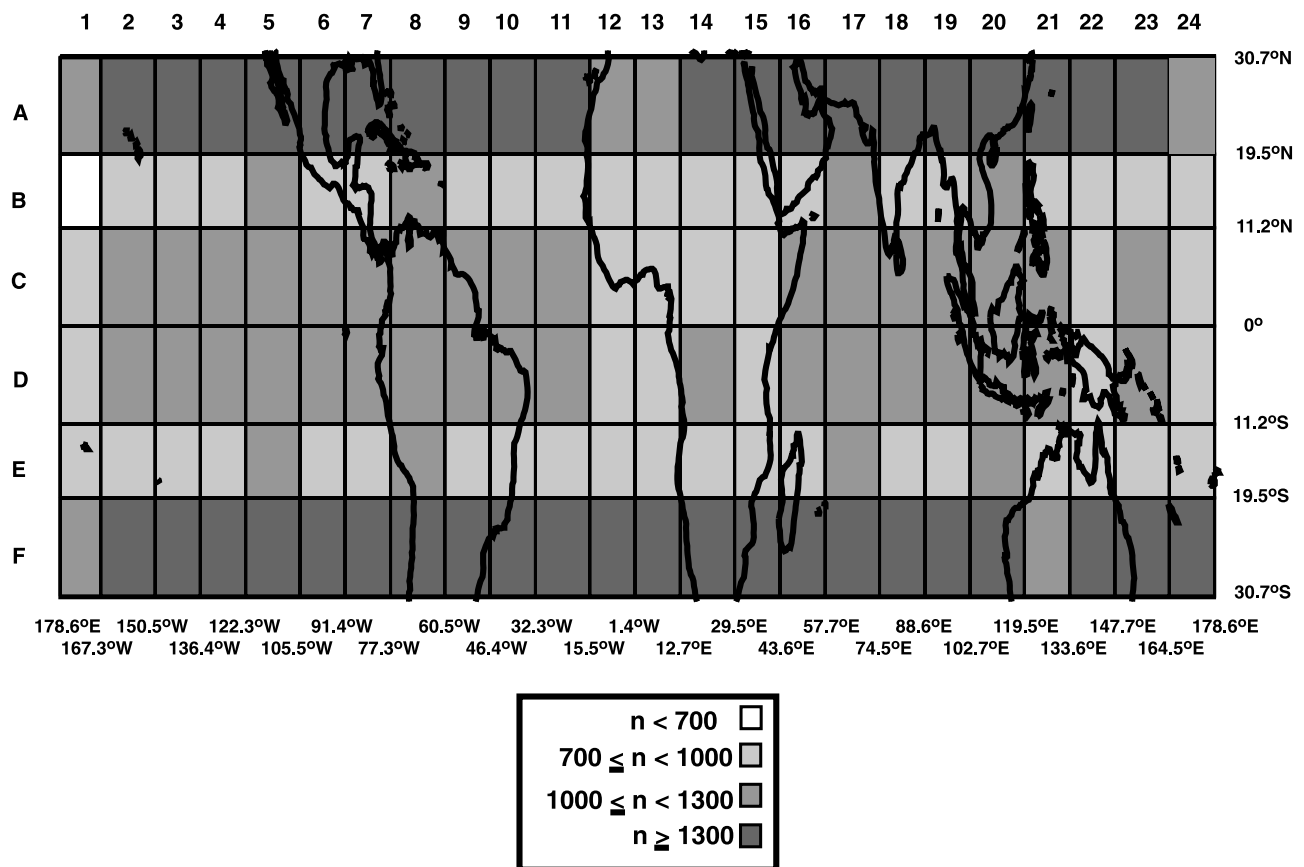 1 2 3 4 5 6 7 8 9 10 11 12 13 14 15 16 17 18 19 20 21 22 23 24
30.7ºN
A
19.5ºN
B
11.2ºN
C
0º
D
11.2ºS
E
19.5ºS
F
30.7ºS
178.6ºE 150.5ºW 122.3ºW 91.4ºW 60.5ºW 32.3ºW 1.4ºW 29.5ºE 57.7ºE 88.6ºE 119.5ºE 147.7ºE 178.6ºE
167.3ºW 136.4ºW 105.5ºW 77.3ºW 46.4ºW 15.5ºW 12.7ºE 43.6ºE 74.5ºE 102.7ºE 133.6ºE 164.5ºE
n < 700
700 ≤ n < 1000
1000 ≤ n < 1300
n ≥ 1300